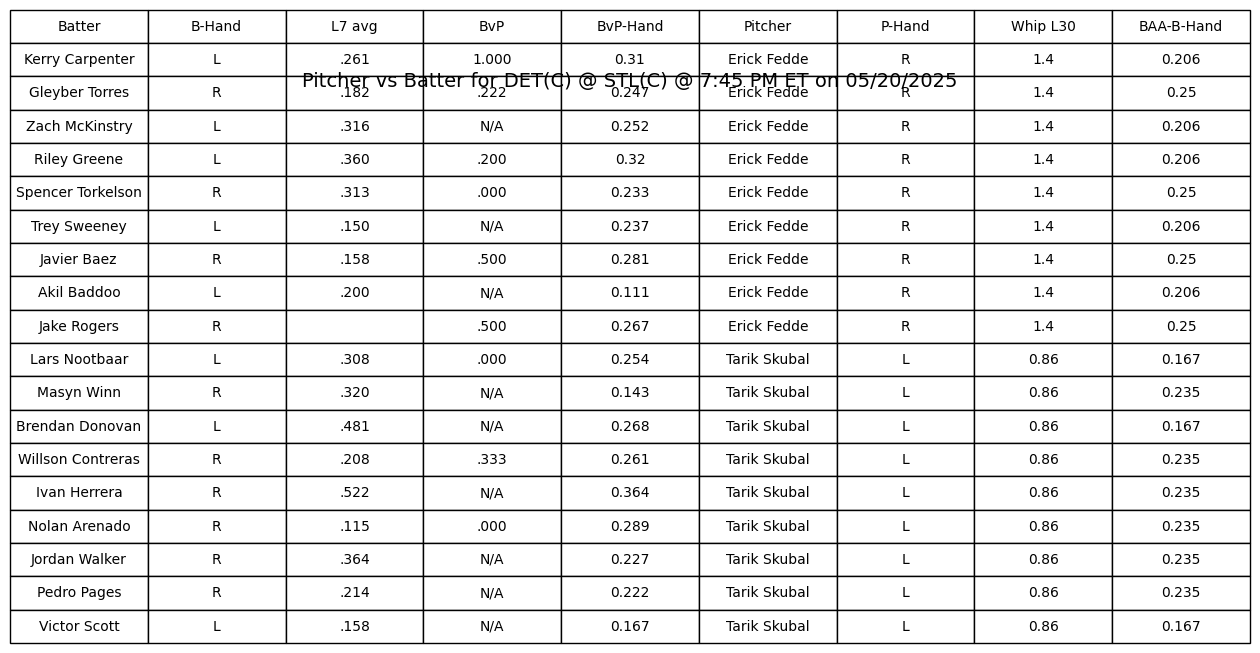 Batter B-Hand L7 avg BvP BvP-Hand Pitcher P-Hand Whip L30 BAA-B-Hand
Kerry Carpenter L .261 1.000 0.31 Erick Fedde R 1.4 0.206
Pitcher vs Batter for DET(C) @ STL(C) @ 7:45 PM ET on 05/20/2025
Gleyber Torres R .182 .222 0.247 Erick Fedde R 1.4 0.25
Zach McKinstry L .316 N/A 0.252 Erick Fedde R 1.4 0.206
Riley Greene L .360 .200 0.32 Erick Fedde R 1.4 0.206
Spencer Torkelson R .313 .000 0.233 Erick Fedde R 1.4 0.25
Trey Sweeney L .150 N/A 0.237 Erick Fedde R 1.4 0.206
Javier Baez R .158 .500 0.281 Erick Fedde R 1.4 0.25
Akil Baddoo L .200 N/A 0.111 Erick Fedde R 1.4 0.206
Jake Rogers R .500 0.267 Erick Fedde R 1.4 0.25
Lars Nootbaar L .308 .000 0.254 Tarik Skubal L 0.86 0.167
Masyn Winn R .320 N/A 0.143 Tarik Skubal L 0.86 0.235
Brendan Donovan L .481 N/A 0.268 Tarik Skubal L 0.86 0.167
Willson Contreras R .208 .333 0.261 Tarik Skubal L 0.86 0.235
Ivan Herrera R .522 N/A 0.364 Tarik Skubal L 0.86 0.235
Nolan Arenado R .115 .000 0.289 Tarik Skubal L 0.86 0.235
Jordan Walker R .364 N/A 0.227 Tarik Skubal L 0.86 0.235
Pedro Pages R .214 N/A 0.222 Tarik Skubal L 0.86 0.235
Victor Scott L .158 N/A 0.167 Tarik Skubal L 0.86 0.167